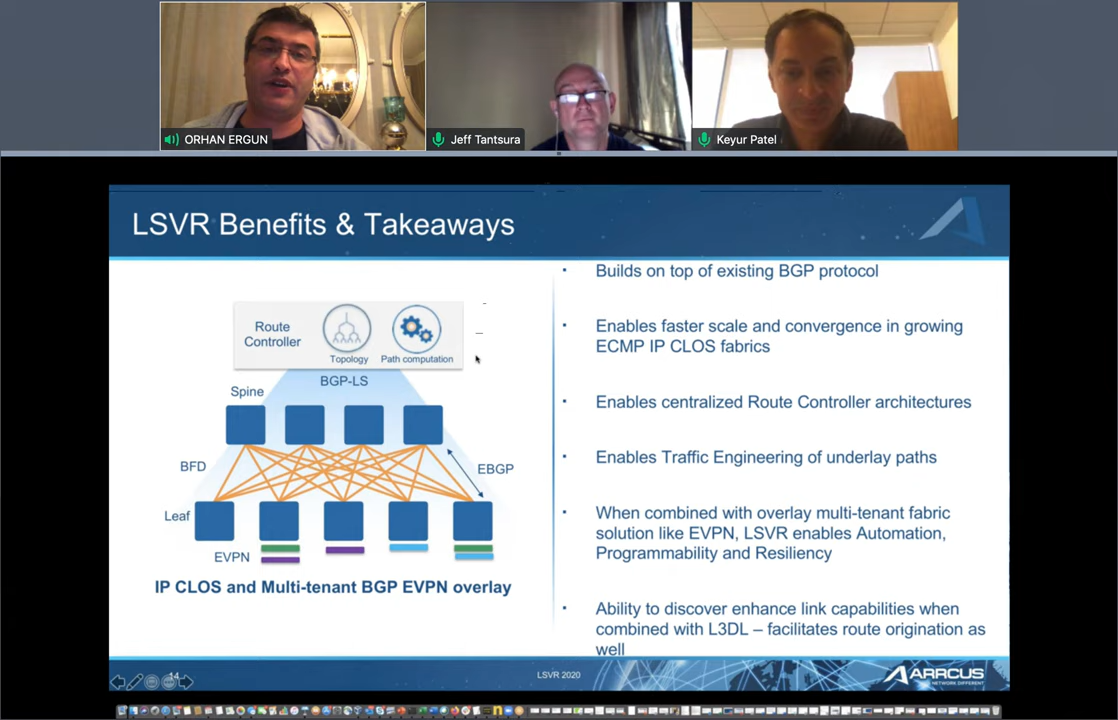 ORHAN ERGUN
Jeff Tantsura
Keyur Patel
LSVR Benefits & Takeaways
Route
Controller
Topology
Path computation
BGP-LS
Spine
BFD
EBGP
Leaf
EVPN
IP CLOS and Multi-tenant BGP EVPN overlay
Builds on top of existing BGP protocol
Enables faster scale and convergence in growing
ECMP IP CLOS fabrics
Enables centralized Route Controller architectures
Enables Traffic Engineering of underlay paths
When combined with overlay multi-tenant fabric
solution like EVPN, LSVR enables Automation,
Programmability and Resiliency
Ability to discover enhance link capabilities when
combined with L3DL – facilitates route origination as
well
14
LSVR 2020
ARRCUS
NETWORK DIFFERENT